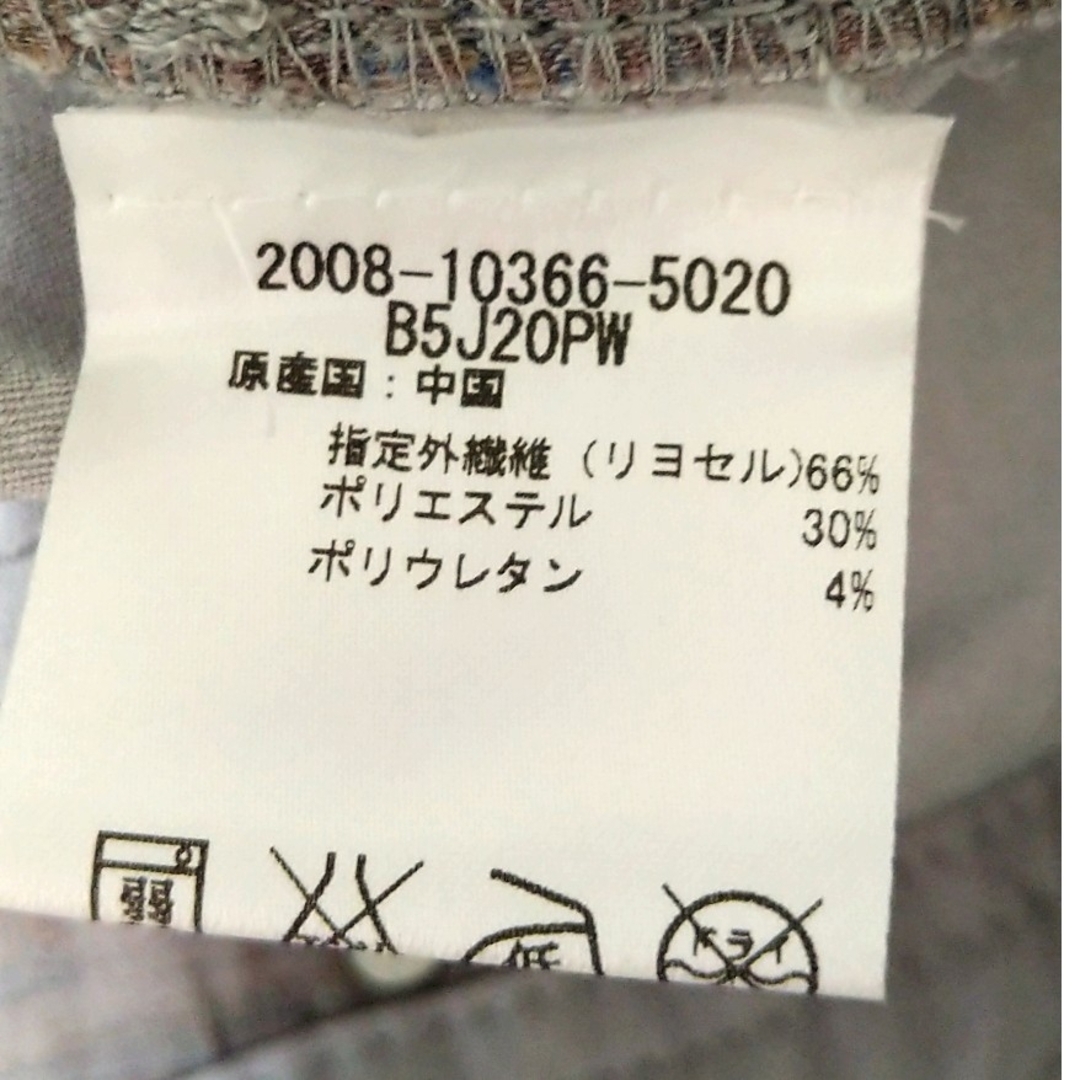 2008-10366-5020
B5J20PW
原産国:中国
指定外繊維 (リヨセル)66%
ポリエステル 30%
ポリウレタン 4%
低
ドライ